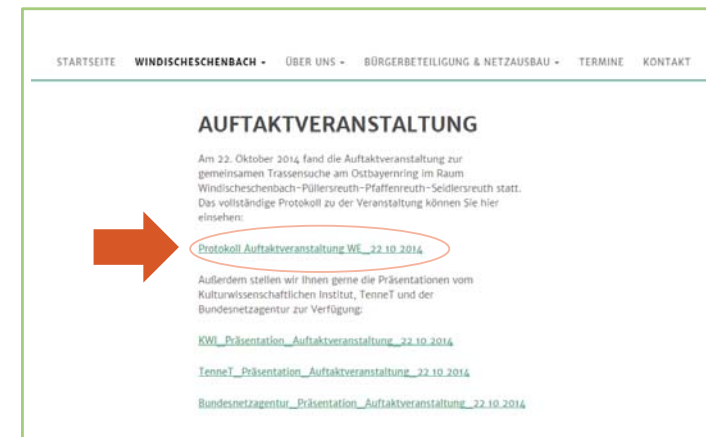 STARTSEITE WINDISCHESCHENBACH ÜBER UNS BÜRGERBETEILIGUNG & NETZAUSBAU TERMINE KONTAKT
AUFTAKTVERANSTALTUNG
Am 22. Oktober 2014 fand die Auftaktveranstaltung zur
gemeinsamen Trassensuche am Ostbayernring im Raum
Windischeschenbach-Püllersreuth-Pfaffenreuth-Seidlersreuth statt.
Das vollständige Protokoll zu der Veranstaltung können Sie hier
einsehen:
Protokoll Auftaktveranstaltung WE_22 10 2014
Außerdem stellen wir Ihnen gerne die Präsentationen vom
Kulturwissenschaftlichen Institut, TenneT und der
Bundesnetzagentur zur Verfügung:
KWI_Präsentation_Auftaktveranstaltung_22 10 2014
TenneT_Präsentation_Auftaktveranstaltung_22 10 2014
Bundesnetzagentur_Präsentation_Auftaktveranstaltung_22 10 2014